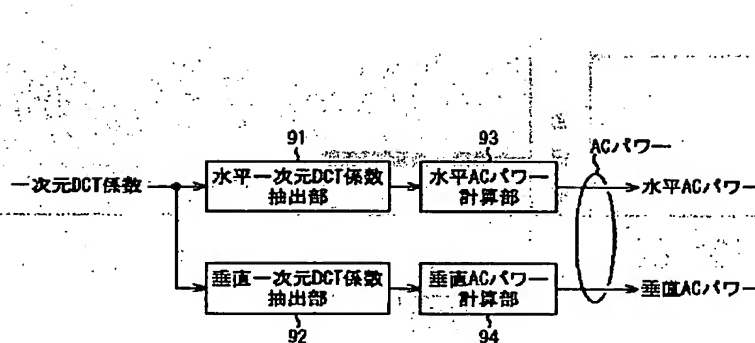 91
93
ACパワー
一次元DCT係数
水平一次元DCT係数
抽出部
水平ACパワー
計算部
水平ACパワー
垂直一次元DCT係数
抽出部
垂直ACパワー
計算部
垂直ACパワー
92
94